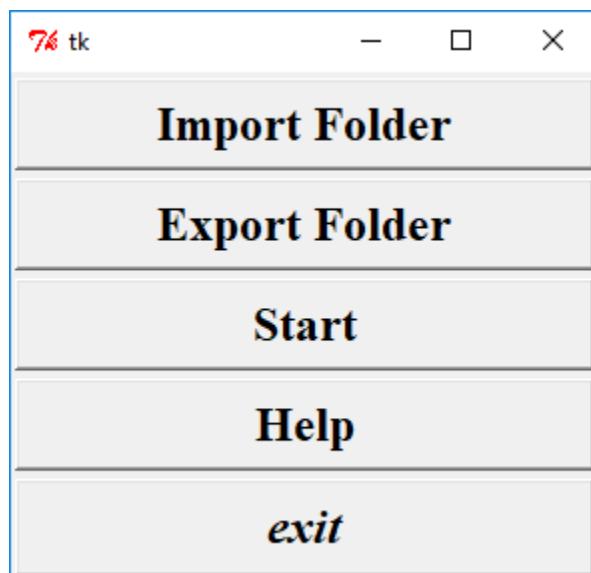 tk
Import Folder
Export Folder
Start
Help
exit